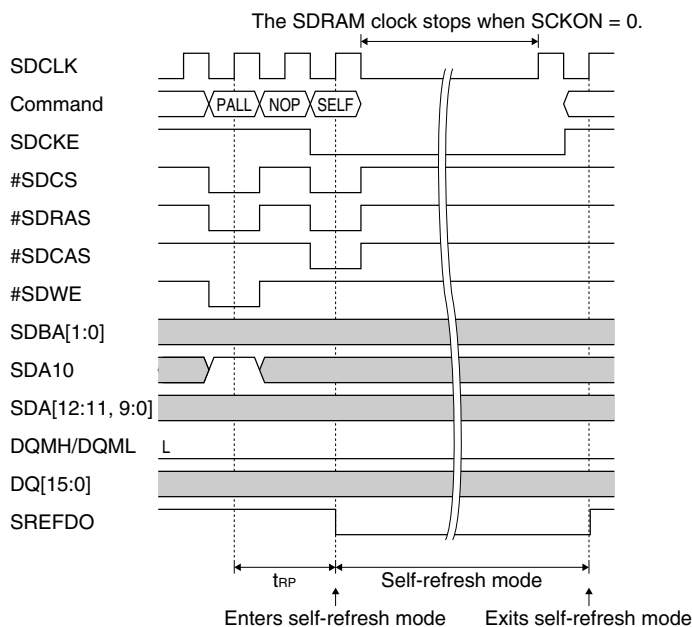 The SDRAM clock stops when SCKON = 0.
SDCLK
Command PALL NOP SELF
SDCKE
#SDCS
#SDRAS
#SDCAS
#SDWE
SDBA[1:0]
SDA10
SDA[12:11, 9:0]
DQMH/DQML L
DQ[15:0]
SREFDO
tRP Self-refresh mode
Enters self-refresh mode Exits self-refresh mode